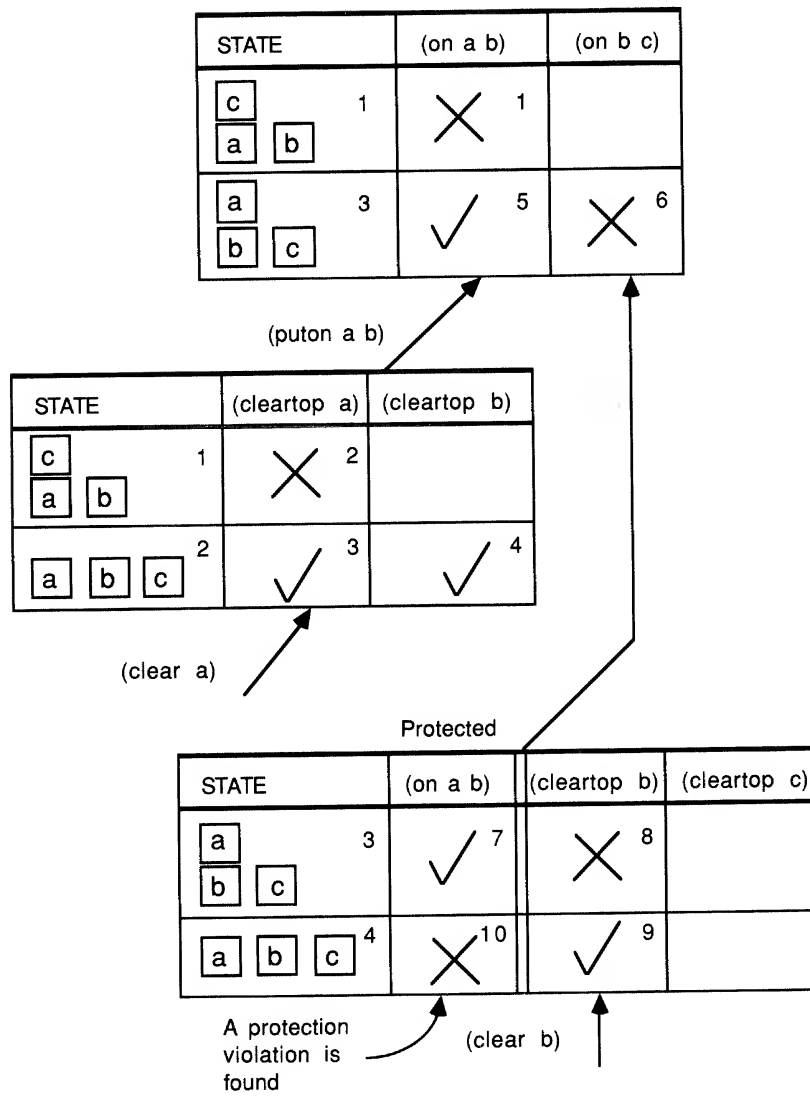 STATE (on a b) (on b c)
c 1 1
a b
a 3 5 6
b c
(puton a b)
STATE (cleartop a) (cleartop b)
c 1 2
a b
2 3 4
a b c
(clear a)
Protected
STATE (on a b) (cleartop b) (cleartop c)
a 3 7 8
b c
4 10 9
a b c
A protection
violation is
found
(clear b)